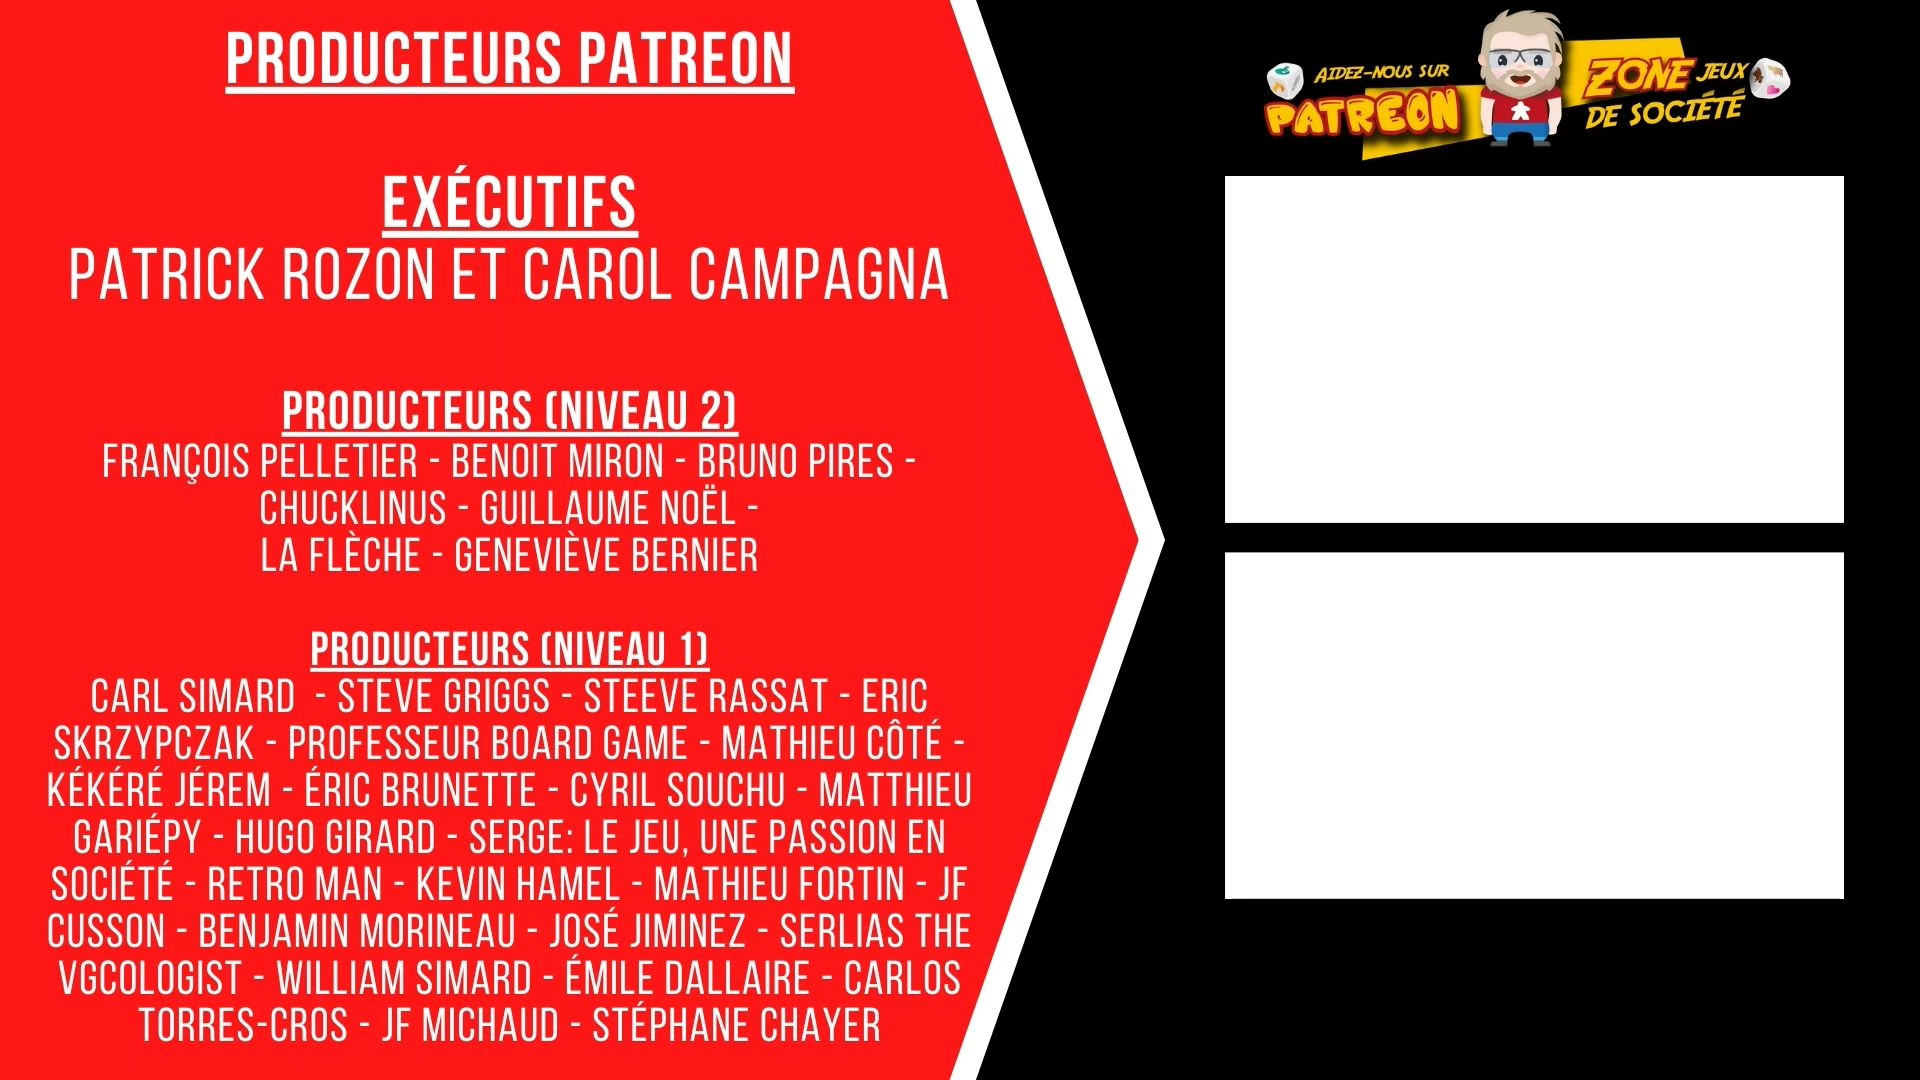 PRODUCTEURS PATREON
EXÉCUTIFS
PATRICK ROZON ET CAROL CAMPAGNA
PRODUCTEURS (NIVEAU 2)
FRANÇOIS PELLETIER - BENOIT MIRON - BRUNO PIRES -
CHUCKLINUS - GUILLAUME NOËL -
LA FLÈCHE - GENEVIÈVE BERNIER
PRODUCTEURS (NIVEAU 1)
CARL SIMARD  - STEVE GRIGGS - STEEVE RASSAT - ERIC
SKRZYPCZAK - PROFESSEUR BOARD GAME - MATHIEU CÔTÉ -
KÉKÉRÉ JÉREM - ÉRIC BRUNETTE - CYRIL SOUCHU - MATTHIEU
GARIÉPY - HUGO GIRARD - SERGE: LE JEU, UNE PASSION EN
SOCIÉTÉ - RETRO MAN - KEVIN HAMEL - MATHIEU FORTIN - JF
CUSSON - BENJAMIN MORINEAU - JOSÉ JIMINEZ - SERLIAS THE
VGCOLOGIST - WILLIAM SIMARD - ÉMILE DALLAIRE - CARLOS
TORRES-CROS - JF MICHAUD - STÉPHANE CHAYER
AIDEZ-NOUS SUR
PATREON
ZONE JEUX
DE SOCIÉTÉ